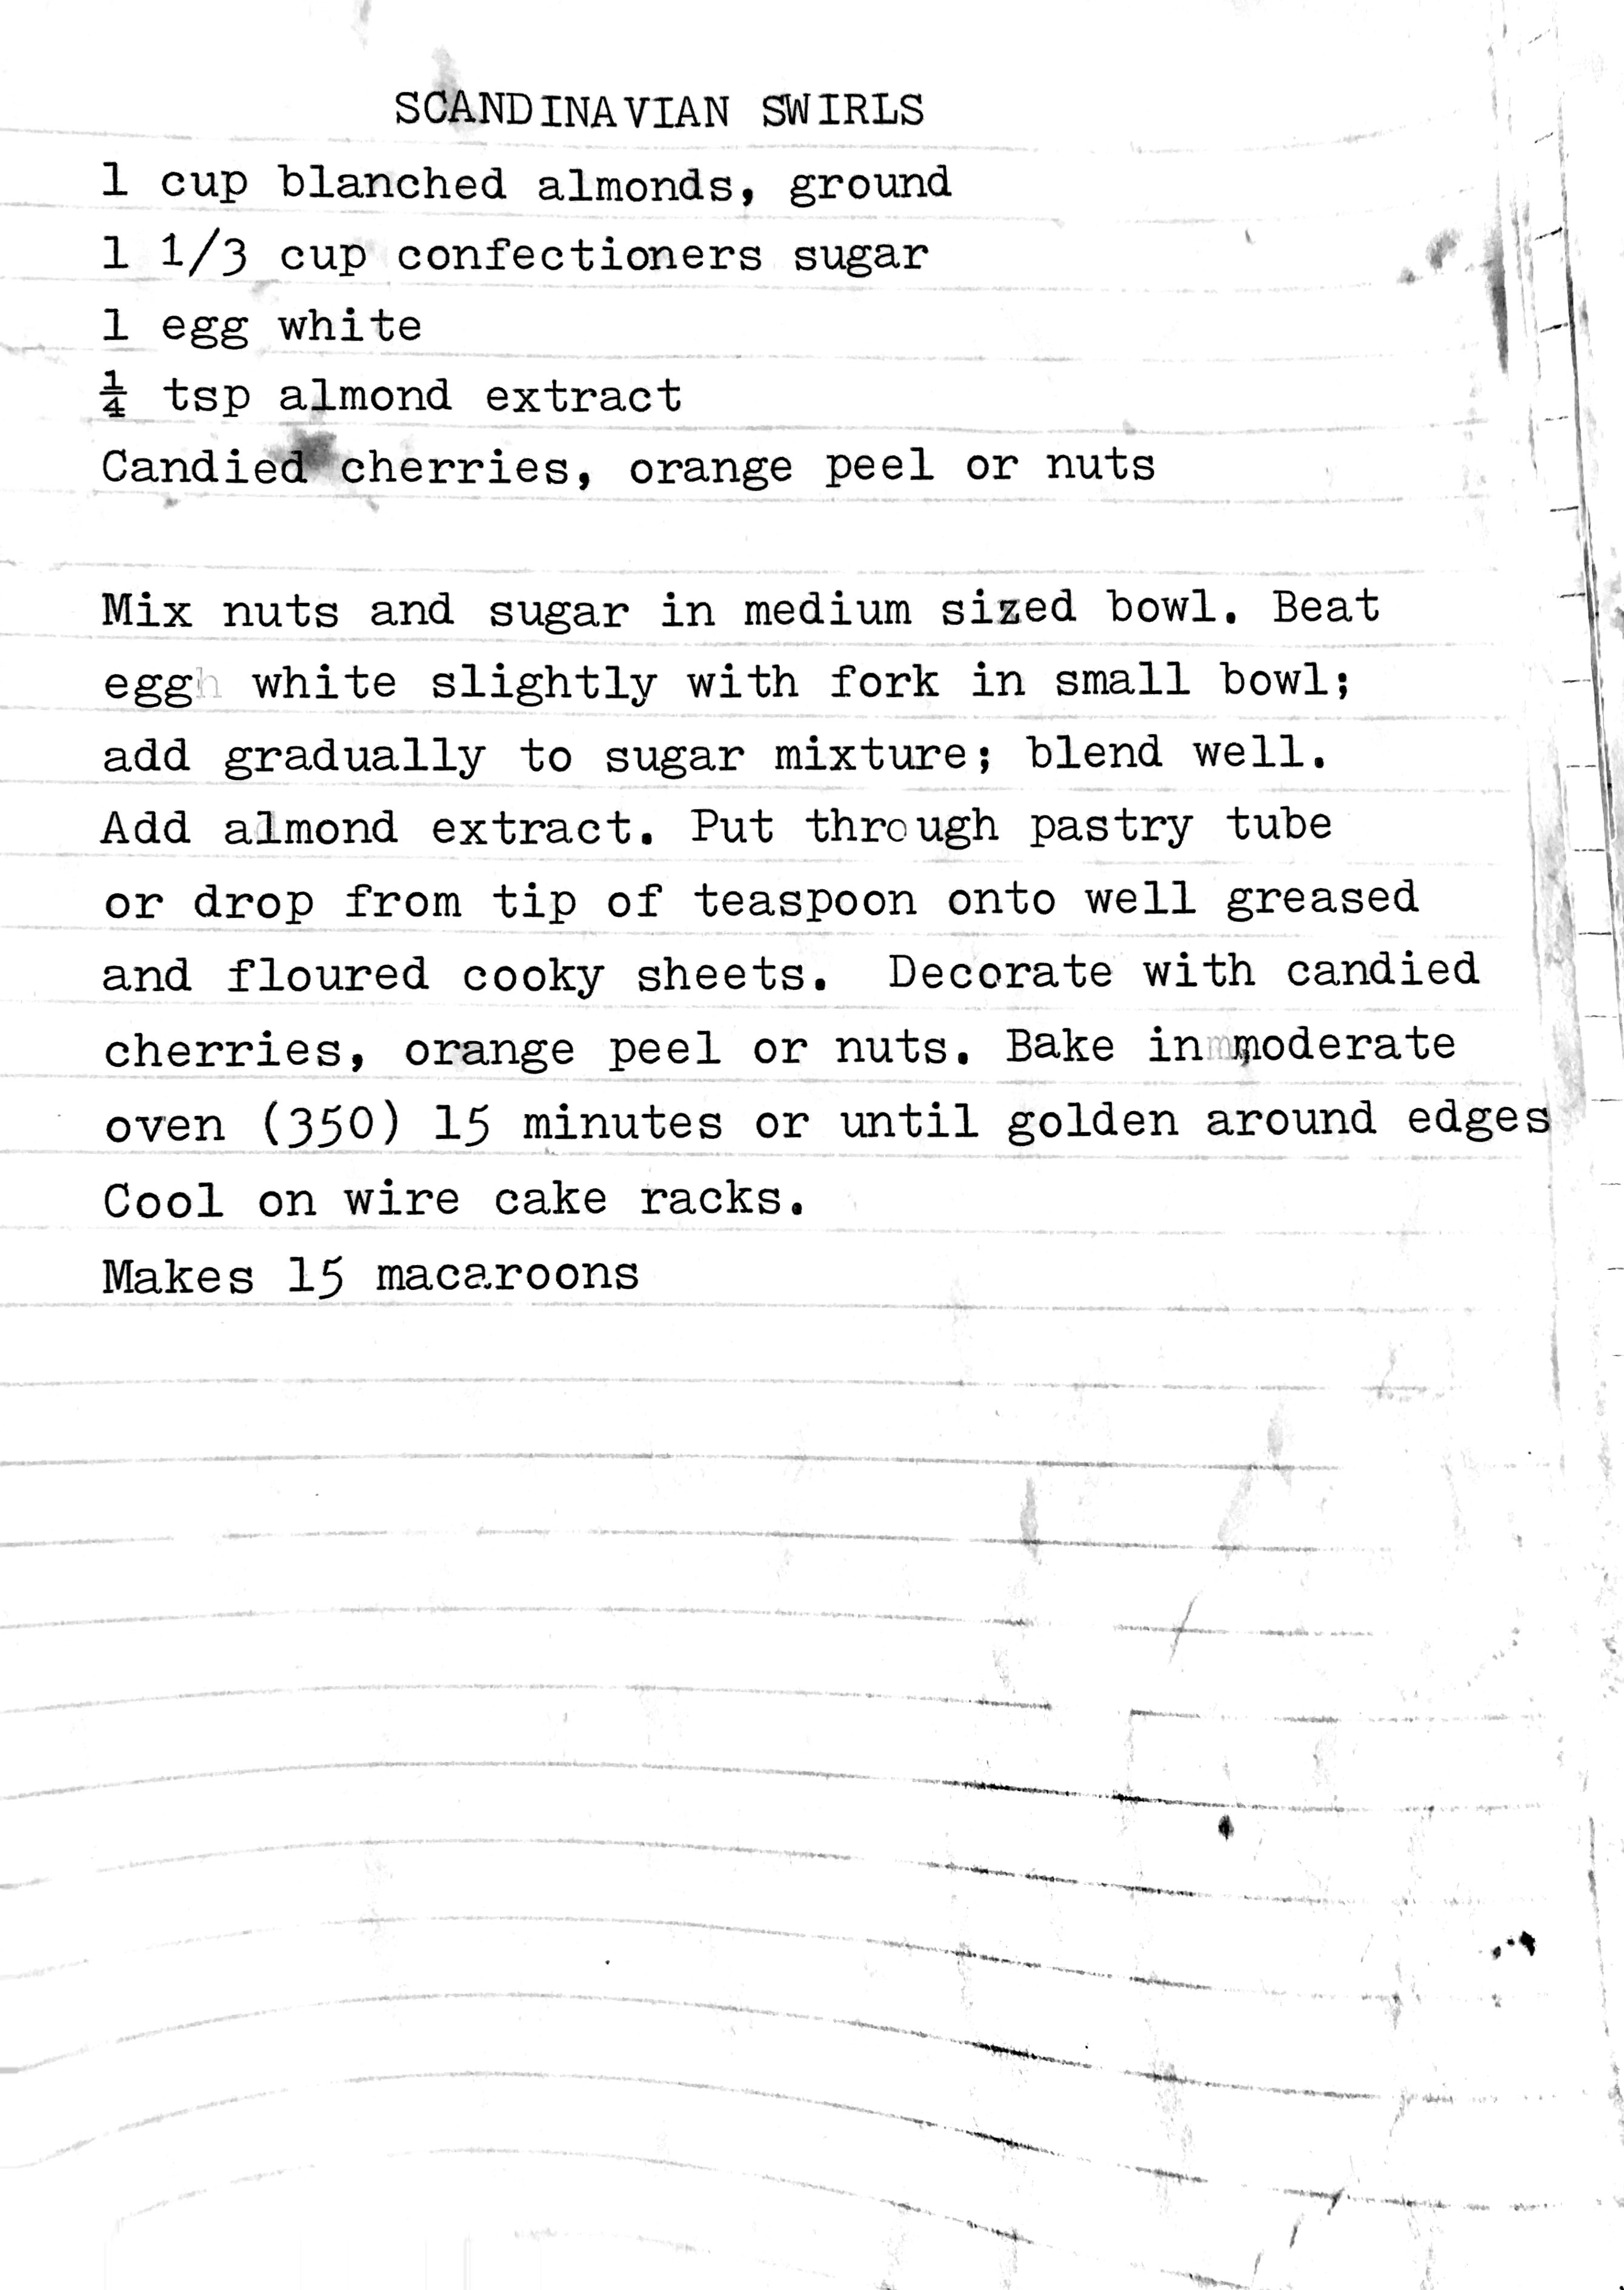 SCANDINAVIAN SWIRLS
1 cup blanched almonds, ground
1 1/3 cup confectioners sugar
1 egg white
¼ tsp almond extract
Candied cherries, orange peel or nuts
Mix nuts and sugar in medium sized bowl. Beat
egg white slightly with fork in small bowl;
add gradually to sugar mixture; blend well.
Add almond extract. Put through pastry tube
or drop from tip of teaspoon onto well greased
and floured cooky sheets. Decorate with candied
cherries, orange peel or nuts. Bake in moderate
oven (350) 15 minutes or until golden around edges
Cool on wire cake racks.
Makes 15 macaroons